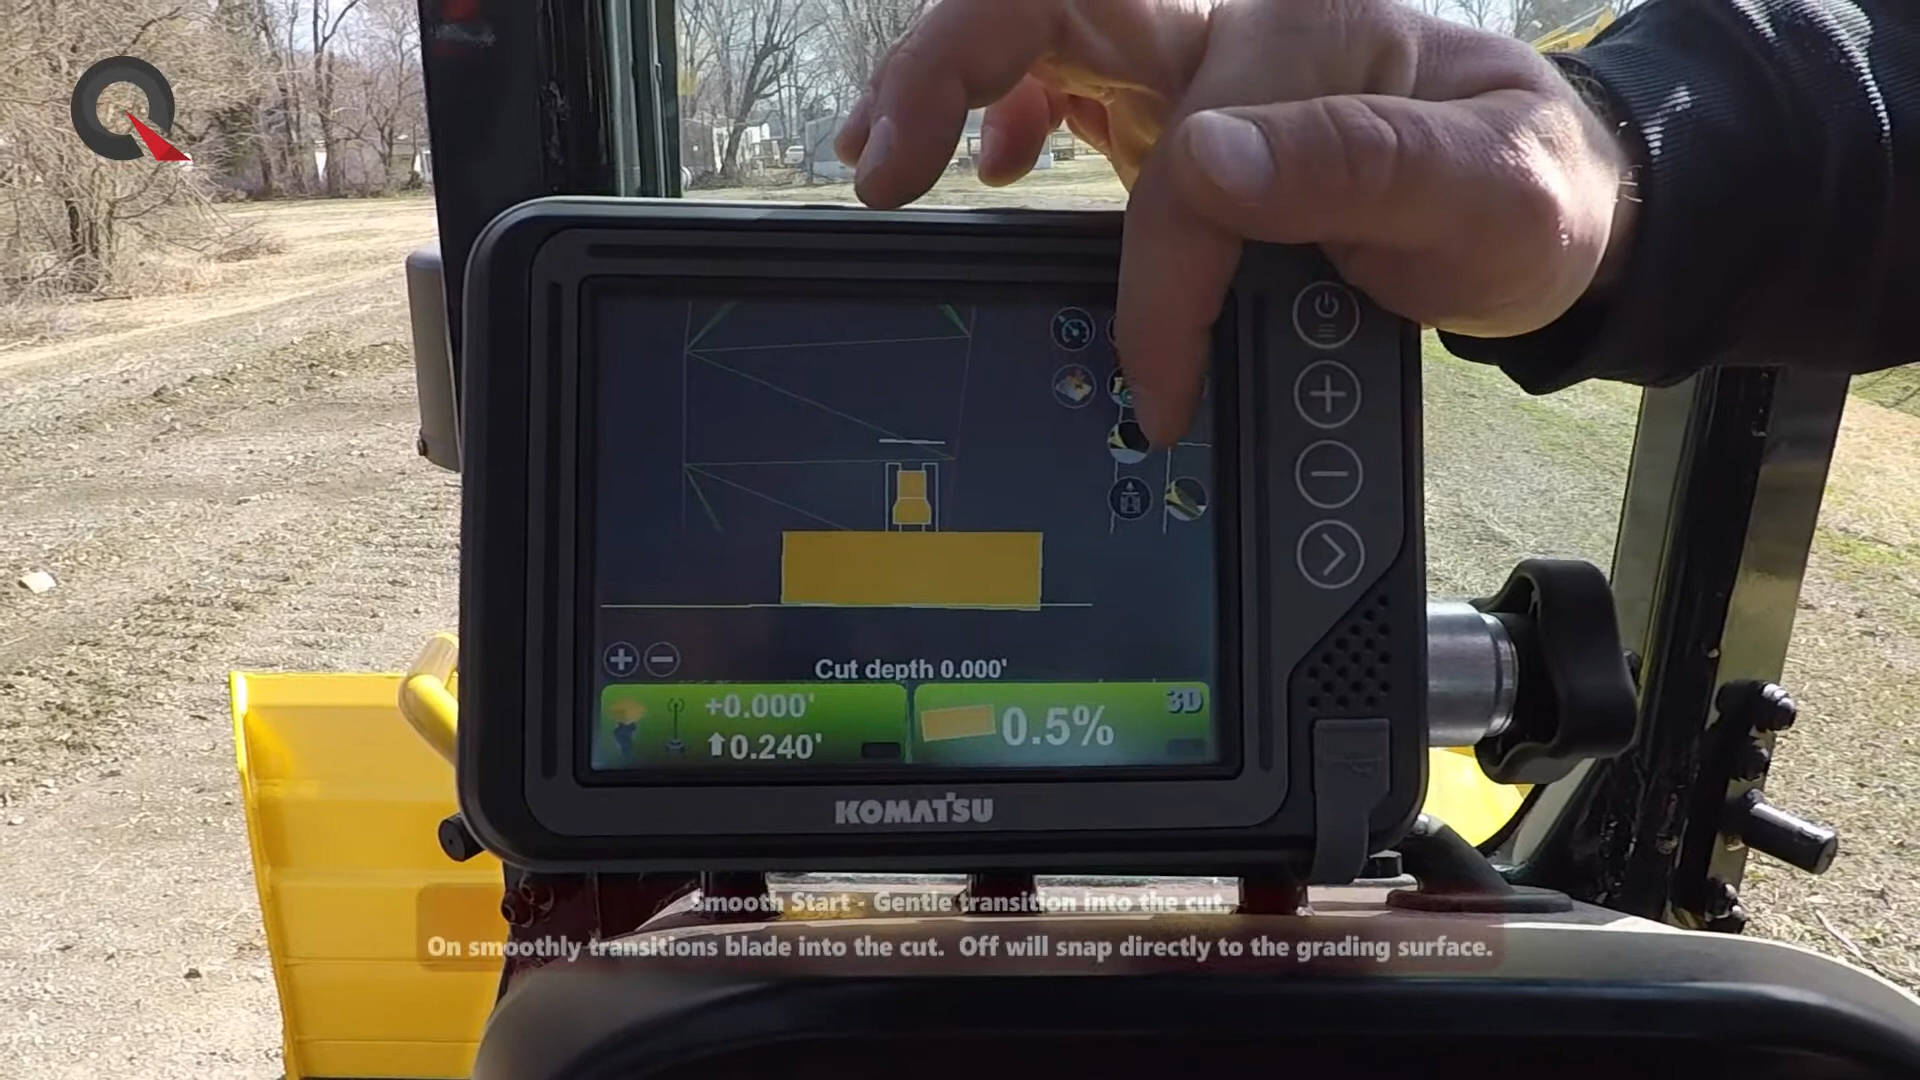 Cut depth 0.000'
+0.000'
0.240'
0.5%
3D
KOMATSU
Smooth Start - Gentle transition into the cut.
On smoothly transitions blade into the cut. Off will snap directly to the grading surface.